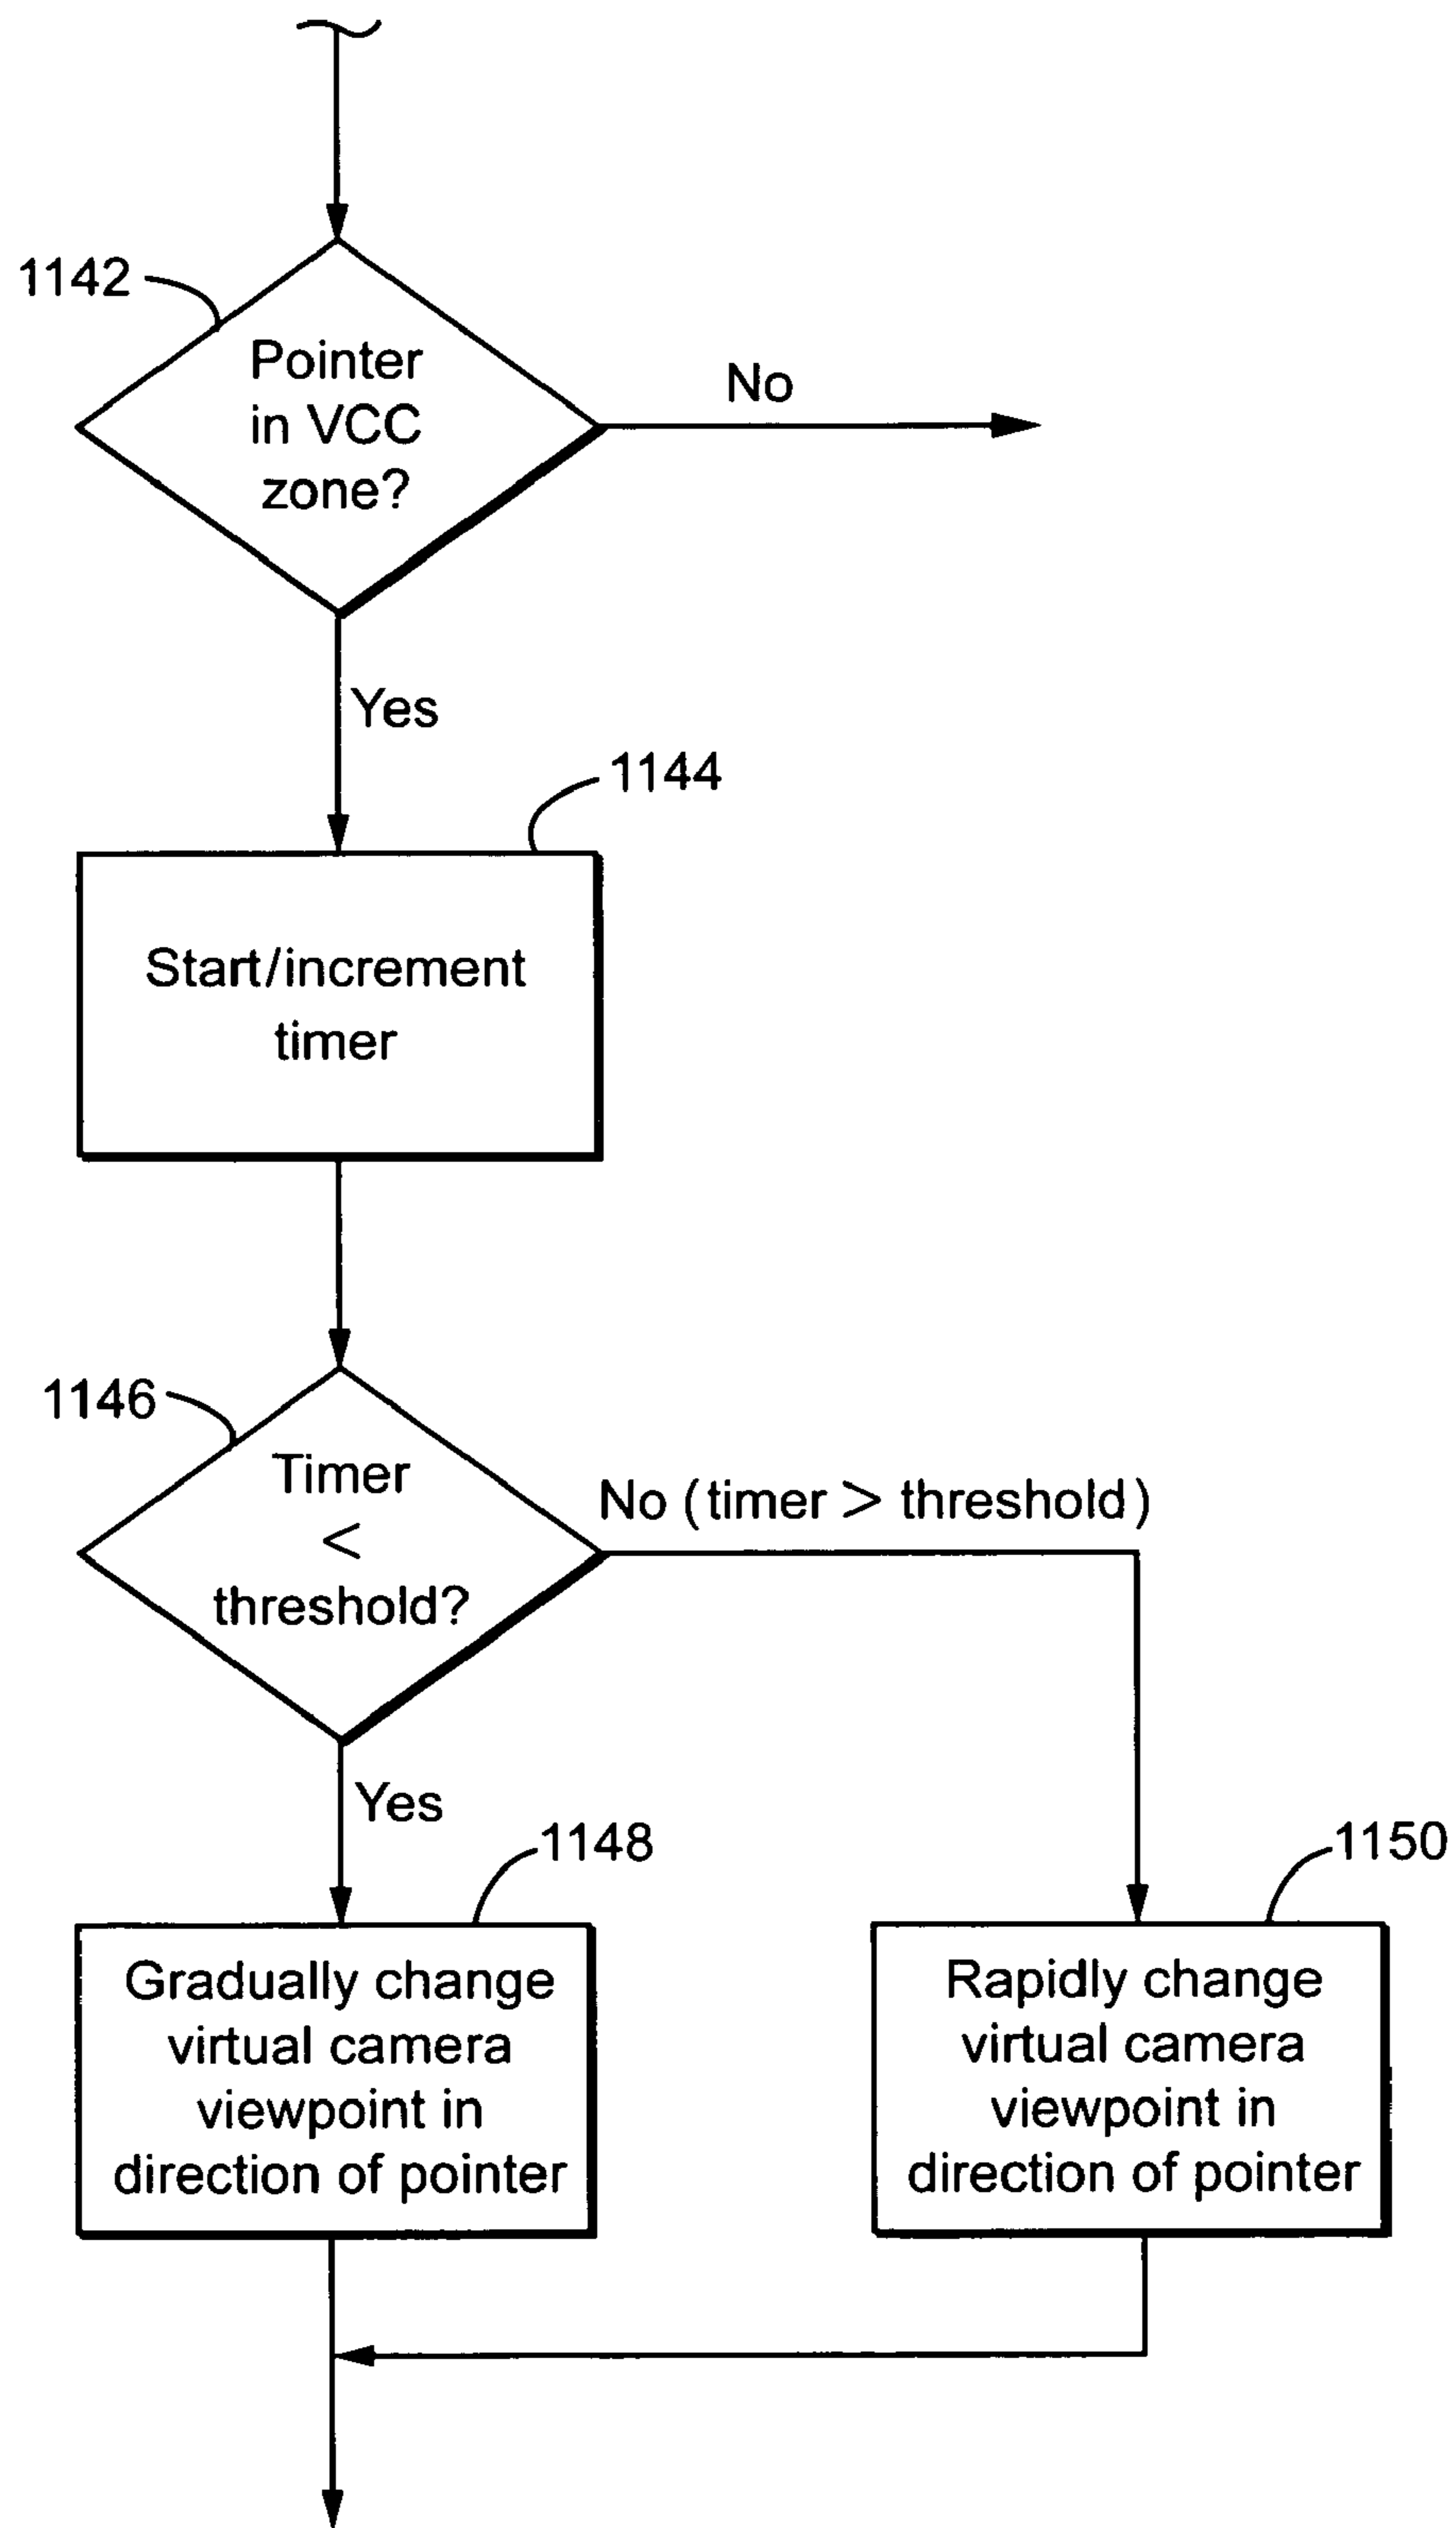 1142
Pointer
in VCC
zone?
No
Yes
1144
Start/increment
timer
1146
Timer
<
threshold?
No (timer > threshold)
Yes
1148
Gradually change
virtual camera
viewpoint in
direction of pointer
1150
Rapidly change
virtual camera
viewpoint in
direction of pointer